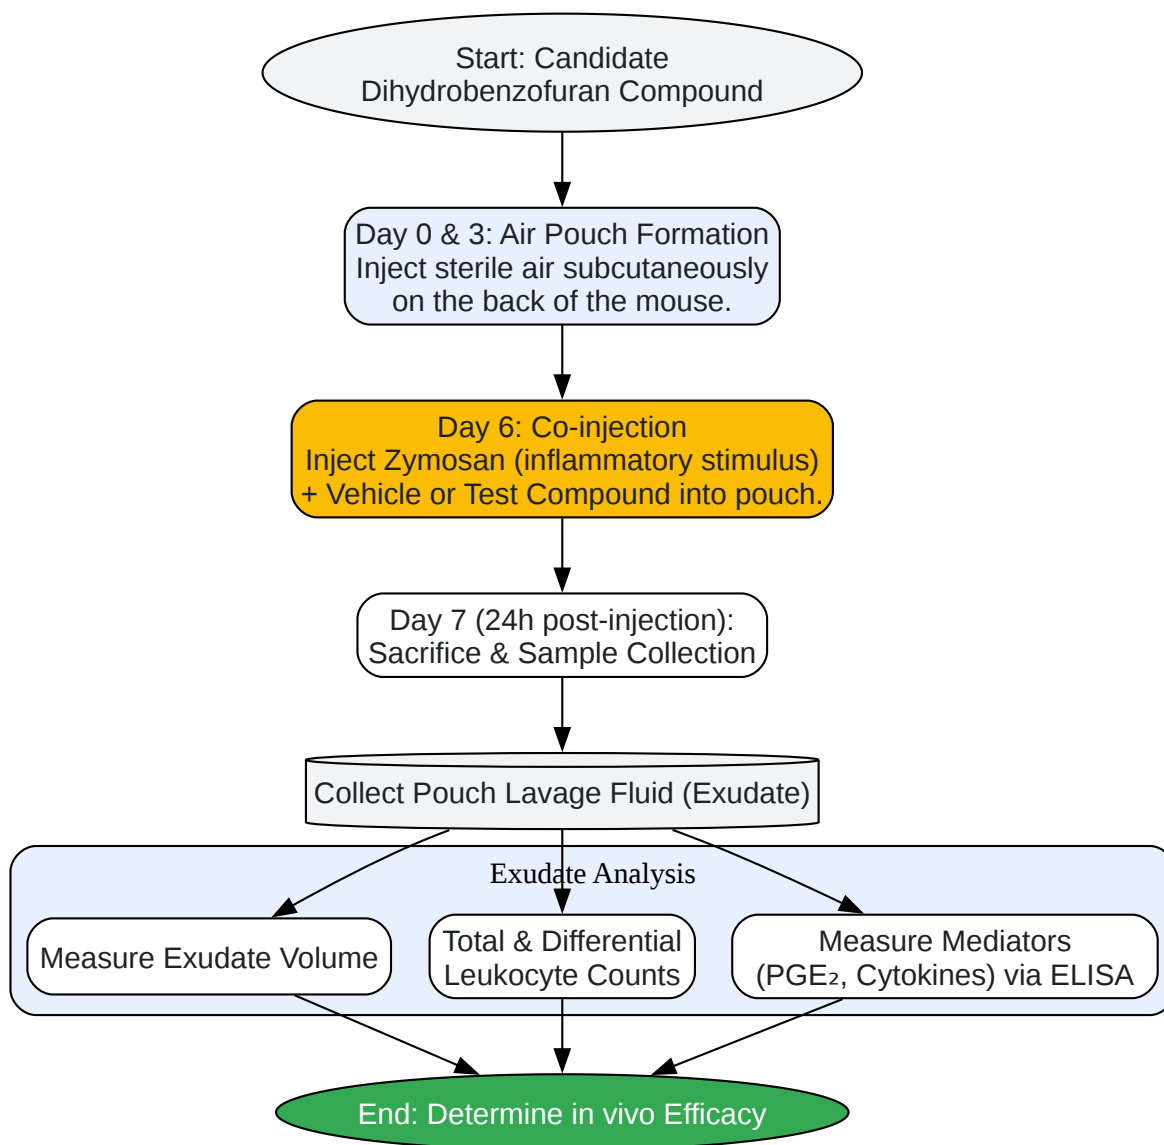 Start: Candidate
Dihydrobenzofuran Compound
Day 0 & 3: Air Pouch Formation
Inject sterile air subcutaneously
on the back of the mouse.
Day 6: Co-injection
Inject Zymosan (inflammatory stimulus)
+ Vehicle or Test Compound into pouch.
Day 7 (24h post-injection):
Sacrifice & Sample Collection
Collect Pouch Lavage Fluid (Exudate)
Exudate Analysis
Measure Exudate Volume
Total & Differential
Leukocyte Counts
Measure Mediators
(PGE₂, Cytokines) via ELISA
End: Determine in vivo Efficacy